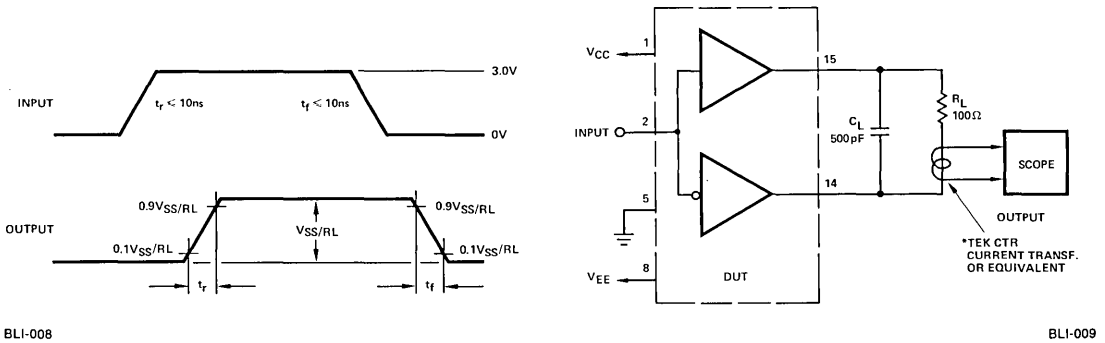 INPUT
tr < 10ns
tf < 10ns
3.0V
0V
OUTPUT
0.9VSS/RL
0.1VSS/RL
VSS/RL
0.9VSS/RL
0.1VSS/RL
tr
tf
BLI-008
VCC
1
INPUT
2
5
VEE
8
DUT
15
14
CL
500pF
RL
100Ω
SCOPE
OUTPUT
*TEK CTR
CURRENT TRANSF.
OR EQUIVALENT
BLI-009